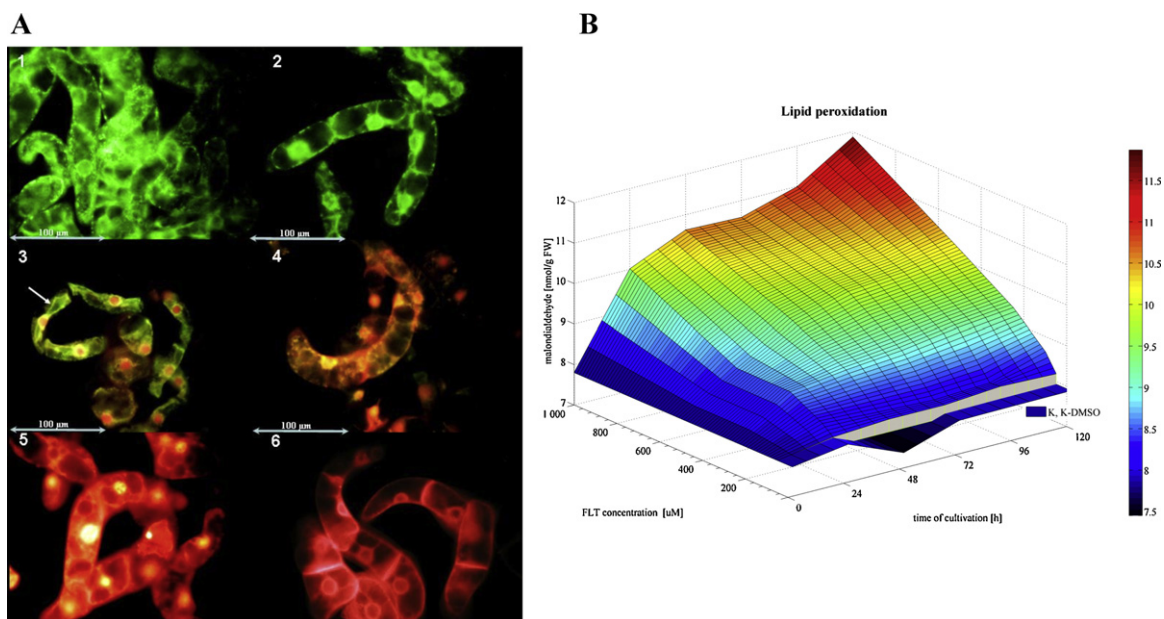 A
B
1
2
100 µm
100 µm
3
4
100 µm
100 µm
5
6
Lipid peroxidation
malondialdehyde [nmol/g FW]
12
11
10
9
8
7
1 000
800
600
400
200
0
24
48
72
96
120
FLT concentration [uM]
time of cultivation [h]
K, K-DMSO
11.5
11
10.5
10
9.5
9
8.5
8
7.5